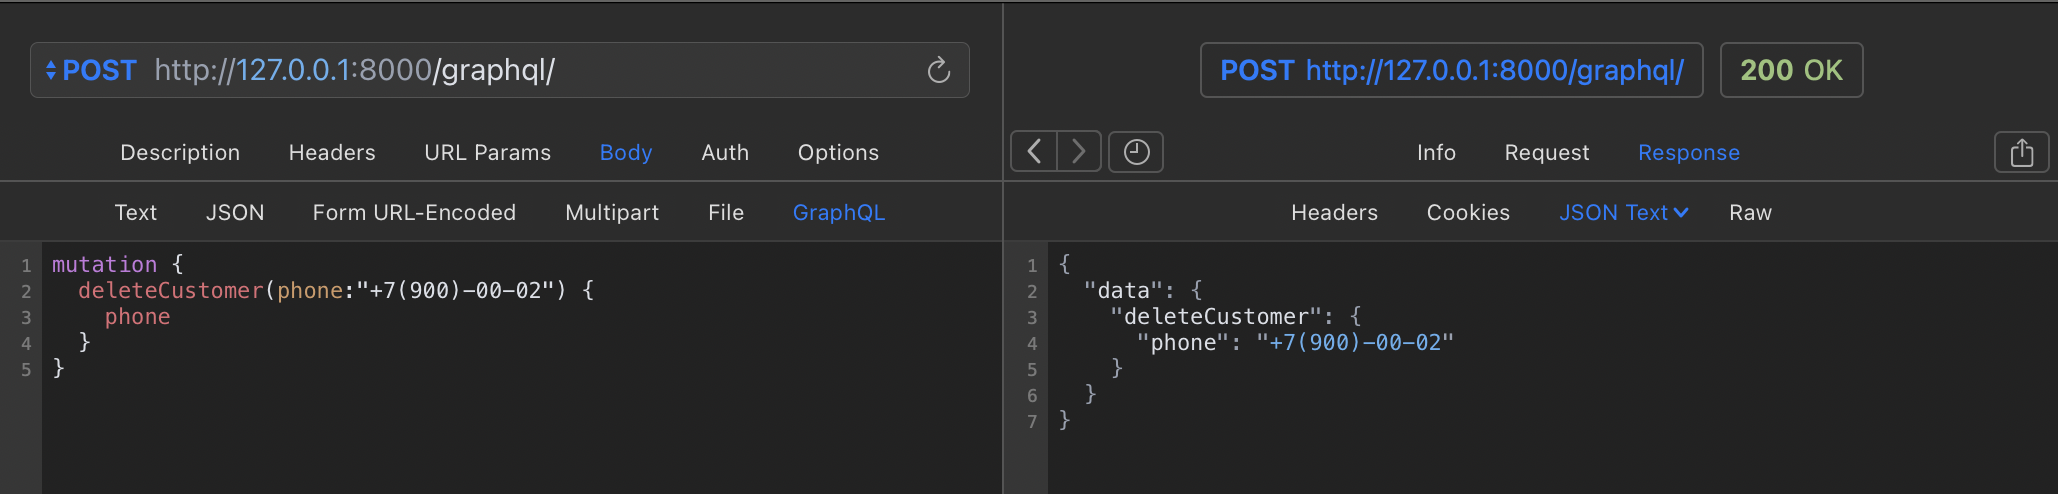 POST http://127.0.0.1:8000/graphql/
Description Headers URL Params Body Auth Options
Text JSON Form URL-Encoded Multipart File GraphQL
1 mutation {
2 deleteCustomer(phone:"+7(900)-00-02") {
3 phone
4 }
5 }
POST http://127.0.0.1:8000/graphql/ 200 OK
Info Request Response
Headers Cookies JSON Text Raw
1 {
2 "data": {
3 "deleteCustomer": {
4 "phone": "+7(900)-00-02"
5 }
6 }
7 }